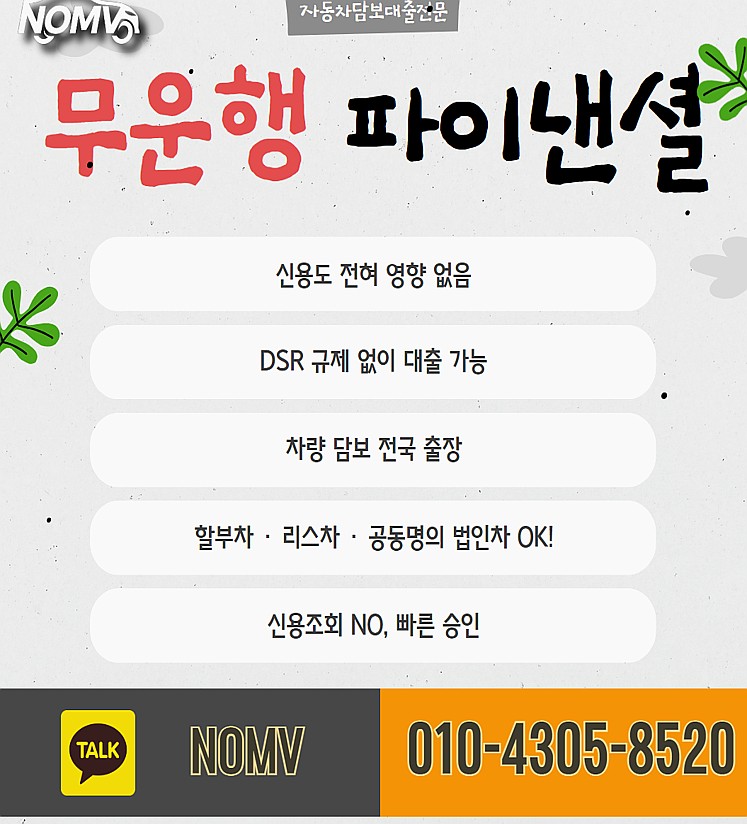 NOMV
자동차담보대출전문
무운행 파이낸셜
신용도 전혀 영향 없음
DSR 규제 없이 대출 가능
차량 담보 전국 출장
할부차 · 리스차 · 공동명의 법인차 OK!
신용조회 NO, 빠른 승인
TALK
NOMV
010-4305-8520